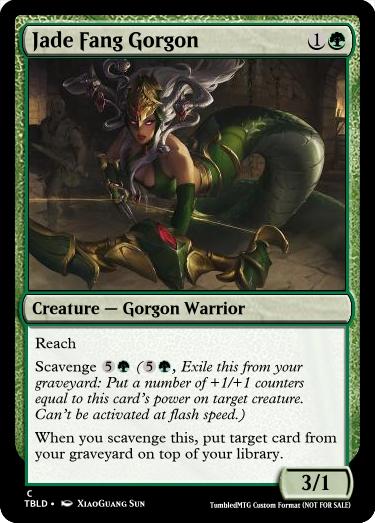 Jade Fang Gorgon 1
Creature — Gorgon Warrior
Reach
Scavenge 5 (5, Exile this from your
graveyard: Put a number of +1/+1 counters
equal to this card's power on target creature.
Can't be activated at flash speed.)
When you scavenge this, put target card from
your graveyard on top of your library.
3/1
C
TBLD • XiaoGuang Sun
TumbledMTG Custom Format (NOT FOR SALE)